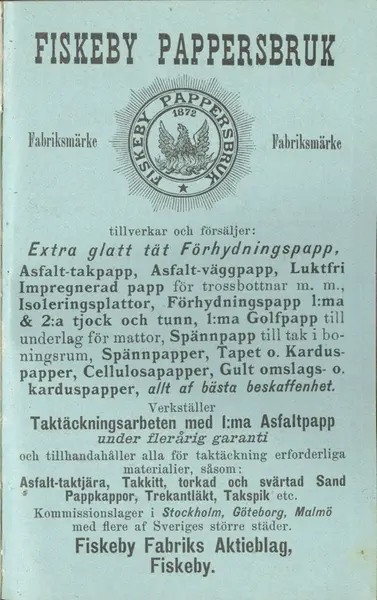 FISKEBY PAPPERSBRUK
FISKEBY PAPPERSBRUK
1872
Fabriksmärke
Fabriksmärke
tillverkar och försäljer:
Extra glatt tät Förhydningspapp,
Asfalt-takpapp, Asfalt-väggpapp, Luktfri
Impregnerad papp för trossbottnar m. m.,
Isoleringsplattor, Förhydningspapp 1:ma
& 2:a tjock och tunn, 1:ma Golfpapp till
underlag för mattor, Spännpapp till tak i bo-
ningsrum, Spännpapper, Tapet o. Kardus-
papper, Cellulosapapper, Gult omslags- o.
karduspapper, allt af bästa beskaffenhet.
Verkställer
Taktäckningsarbeten med 1:ma Asfaltpapp
under flerårig garanti
och tillhandahåller alla för taktäckning erforderliga
materialier, såsom:
Asfalt-taktjära, Takkitt, torkad och svärtad Sand
Pappkappor, Trekantläkt, Takspik etc.
Kommissionslager i Stockholm, Göteborg, Malmö
med flere af Sveriges större städer.
Fiskeby Fabriks Aktieblag,
Fiskeby.